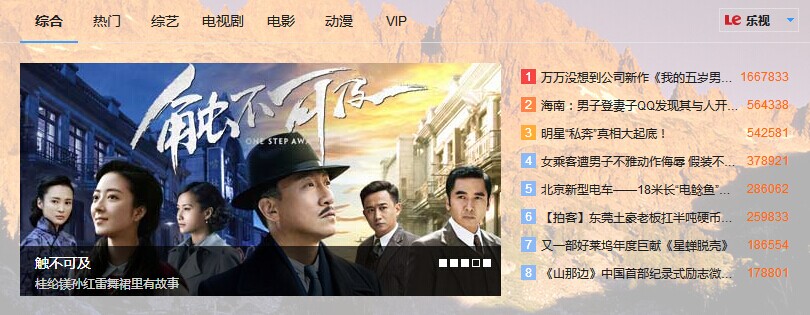 综合 热门 综艺 电视剧 电影 动漫 VIP
Le 乐视
触不可及
ONE STEP AWAY
触不可及
桂纶镁孙红雷舞裙里有故事
1 万万没想到公司新作《我的五岁男... 1667833
2 海南：男子登妻子QQ发现其与人开... 564338
3 明星“私奔”真相大起底！ 542581
4 女乘客遭男子不雅动作侮辱 假装不... 378921
5 北京新型电车——18米长“电鲶鱼”... 286062
6 【拍客】东莞土豪老板扛半吨硬币... 259833
7 又一部好莱坞年度巨献《星蝉脱壳》 186554
8 《山那边》中国首部纪录式励志微... 178801